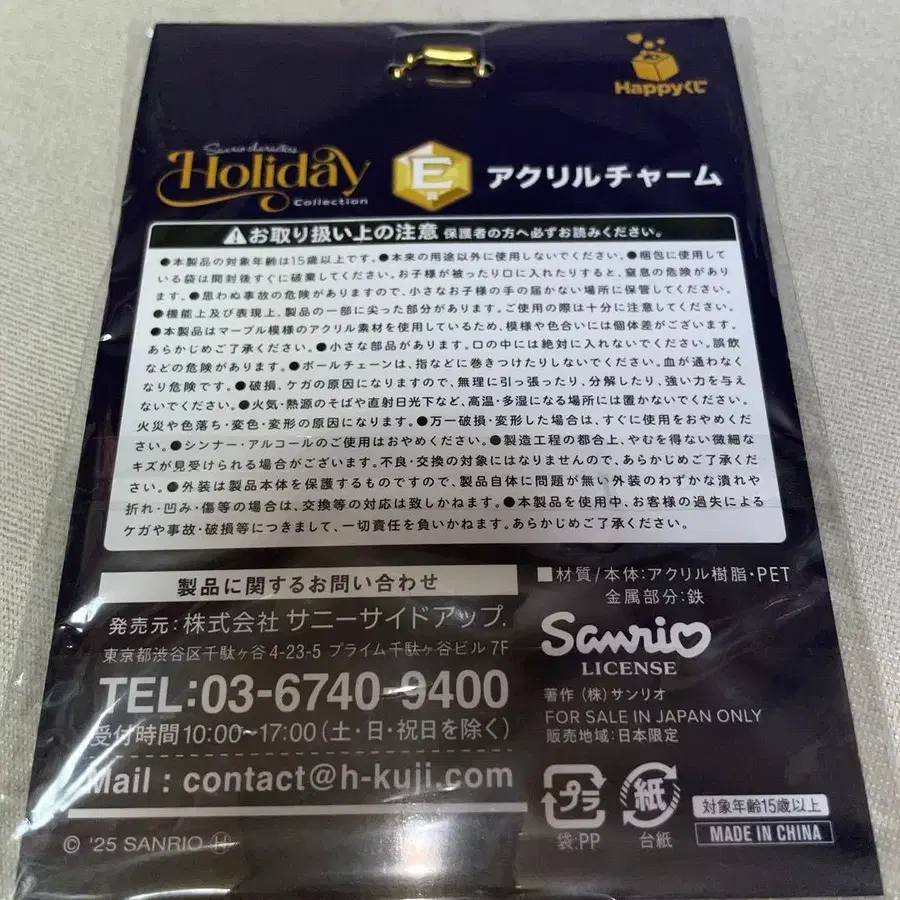 Happyくじ
Sanrio characters
Holiday
Collection
E
賞
アクリルチャーム
お取り扱い上の注意 保護者の方へ必ずお読みください。
●本製品の対象年齢は15歳以上です。●本来の用途以外に使用しないでください。●梱包に使用して
いる袋は開封後すぐに破棄してください。お子様が被ったり口に入れたりすると、窒息の危険があり
ます。●思わぬ事故の危険がありますので、小さなお子様の手の届かない場所に保管してください。
●機能上及び表現上、製品の一部に尖った部分があります。ご使用の際は十分に注意してください。
●本製品はマーブル模様のアクリル素材を使用しているため、模様や色合いには個体差がございます。
あらかじめご了承ください。●小さな部品があります。口の中には絶対に入れないでください。誤飲
などの危険があります。●ボールチェーンは、指などに巻きつけたりしないでください。血が通わなく
なり危険です。●破損、ケガの原因になりますので、無理に引っ張ったり、分解したり、強い力を与え
ないでください。●火気・熱源のそばや直射日光下など、高温・多湿になる場所には置かないでください。
火災や色落ち・変色・変形の原因になります。●万一破損・変形した場合は、すぐに使用をおやめくださ
い。●シンナー・アルコールのご使用はおやめください。●製造工程の都合上、やむを得ない微細な
キズが見受けられる場合がございます。不良・交換の対象にはなりませんので、あらかじめご了承くだ
さい。●外装は製品本体を保護するものですので、製品自体に問題が無い外装のわずかな潰れや
折れ・凹み・傷等の場合は、交換等の対応は致しかねます。●本製品を使用中、お客様の過失による
ケガや事故・破損等につきまして、一切責任を負いかねます。あらかじめご了承ください。
製品に関するお問い合わせ
発売元:株式会社 サニーサイドアップ.
東京都渋谷区千駄ヶ谷4-23-5 プライム千駄ヶ谷ビル 7F
TEL:03-6740-9400
受付時間10:00~17:00(土・日・祝日を除く)
Mail : contact@h-kuji.com
© '25 SANRIO Ⓗ
■材質/本体:アクリル樹脂・PET
金属部分:鉄
Sanrio
LICENSE
著作 (株) サンリオ
FOR SALE IN JAPAN ONLY
販売地域:日本限定
プラ
袋:PP
紙
台紙
対象年齢15歳以上
MADE IN CHINA